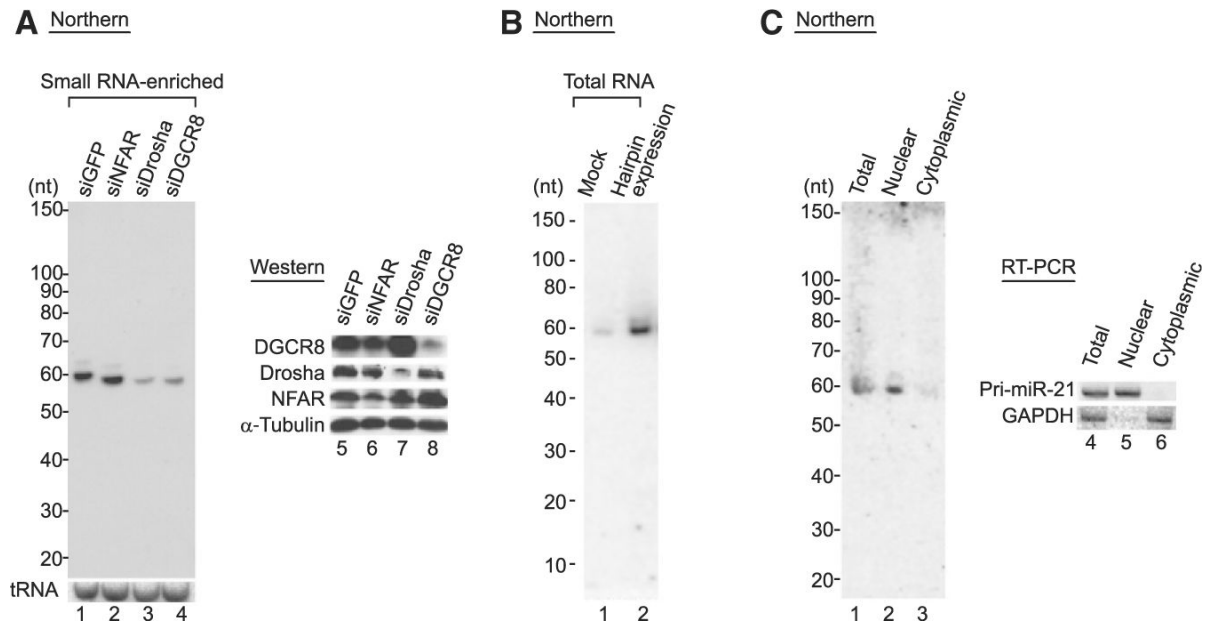 A Northern
Small RNA-enriched
siGFP
siNFAR
siDrosha
siDGCR8
(nt)
150
100
90
80
70
60
50
40
30
20
tRNA
1 2 3 4
Western
siGFP
siNFAR
siDrosha
siDGCR8
DGCR8
Drosha
NFAR
α-Tubulin
5 6 7 8
B Northern
Total RNA
Mock
Hairpin
expression
(nt)
150
100
80
60
50
40
30
20
10
1 2
C Northern
Total
Nuclear
Cytoplasmic
(nt)
150
100
90
80
70
60
50
40
30
20
1 2 3
RT-PCR
Total
Nuclear
Cytoplasmic
Pri-miR-21
GAPDH
4 5 6